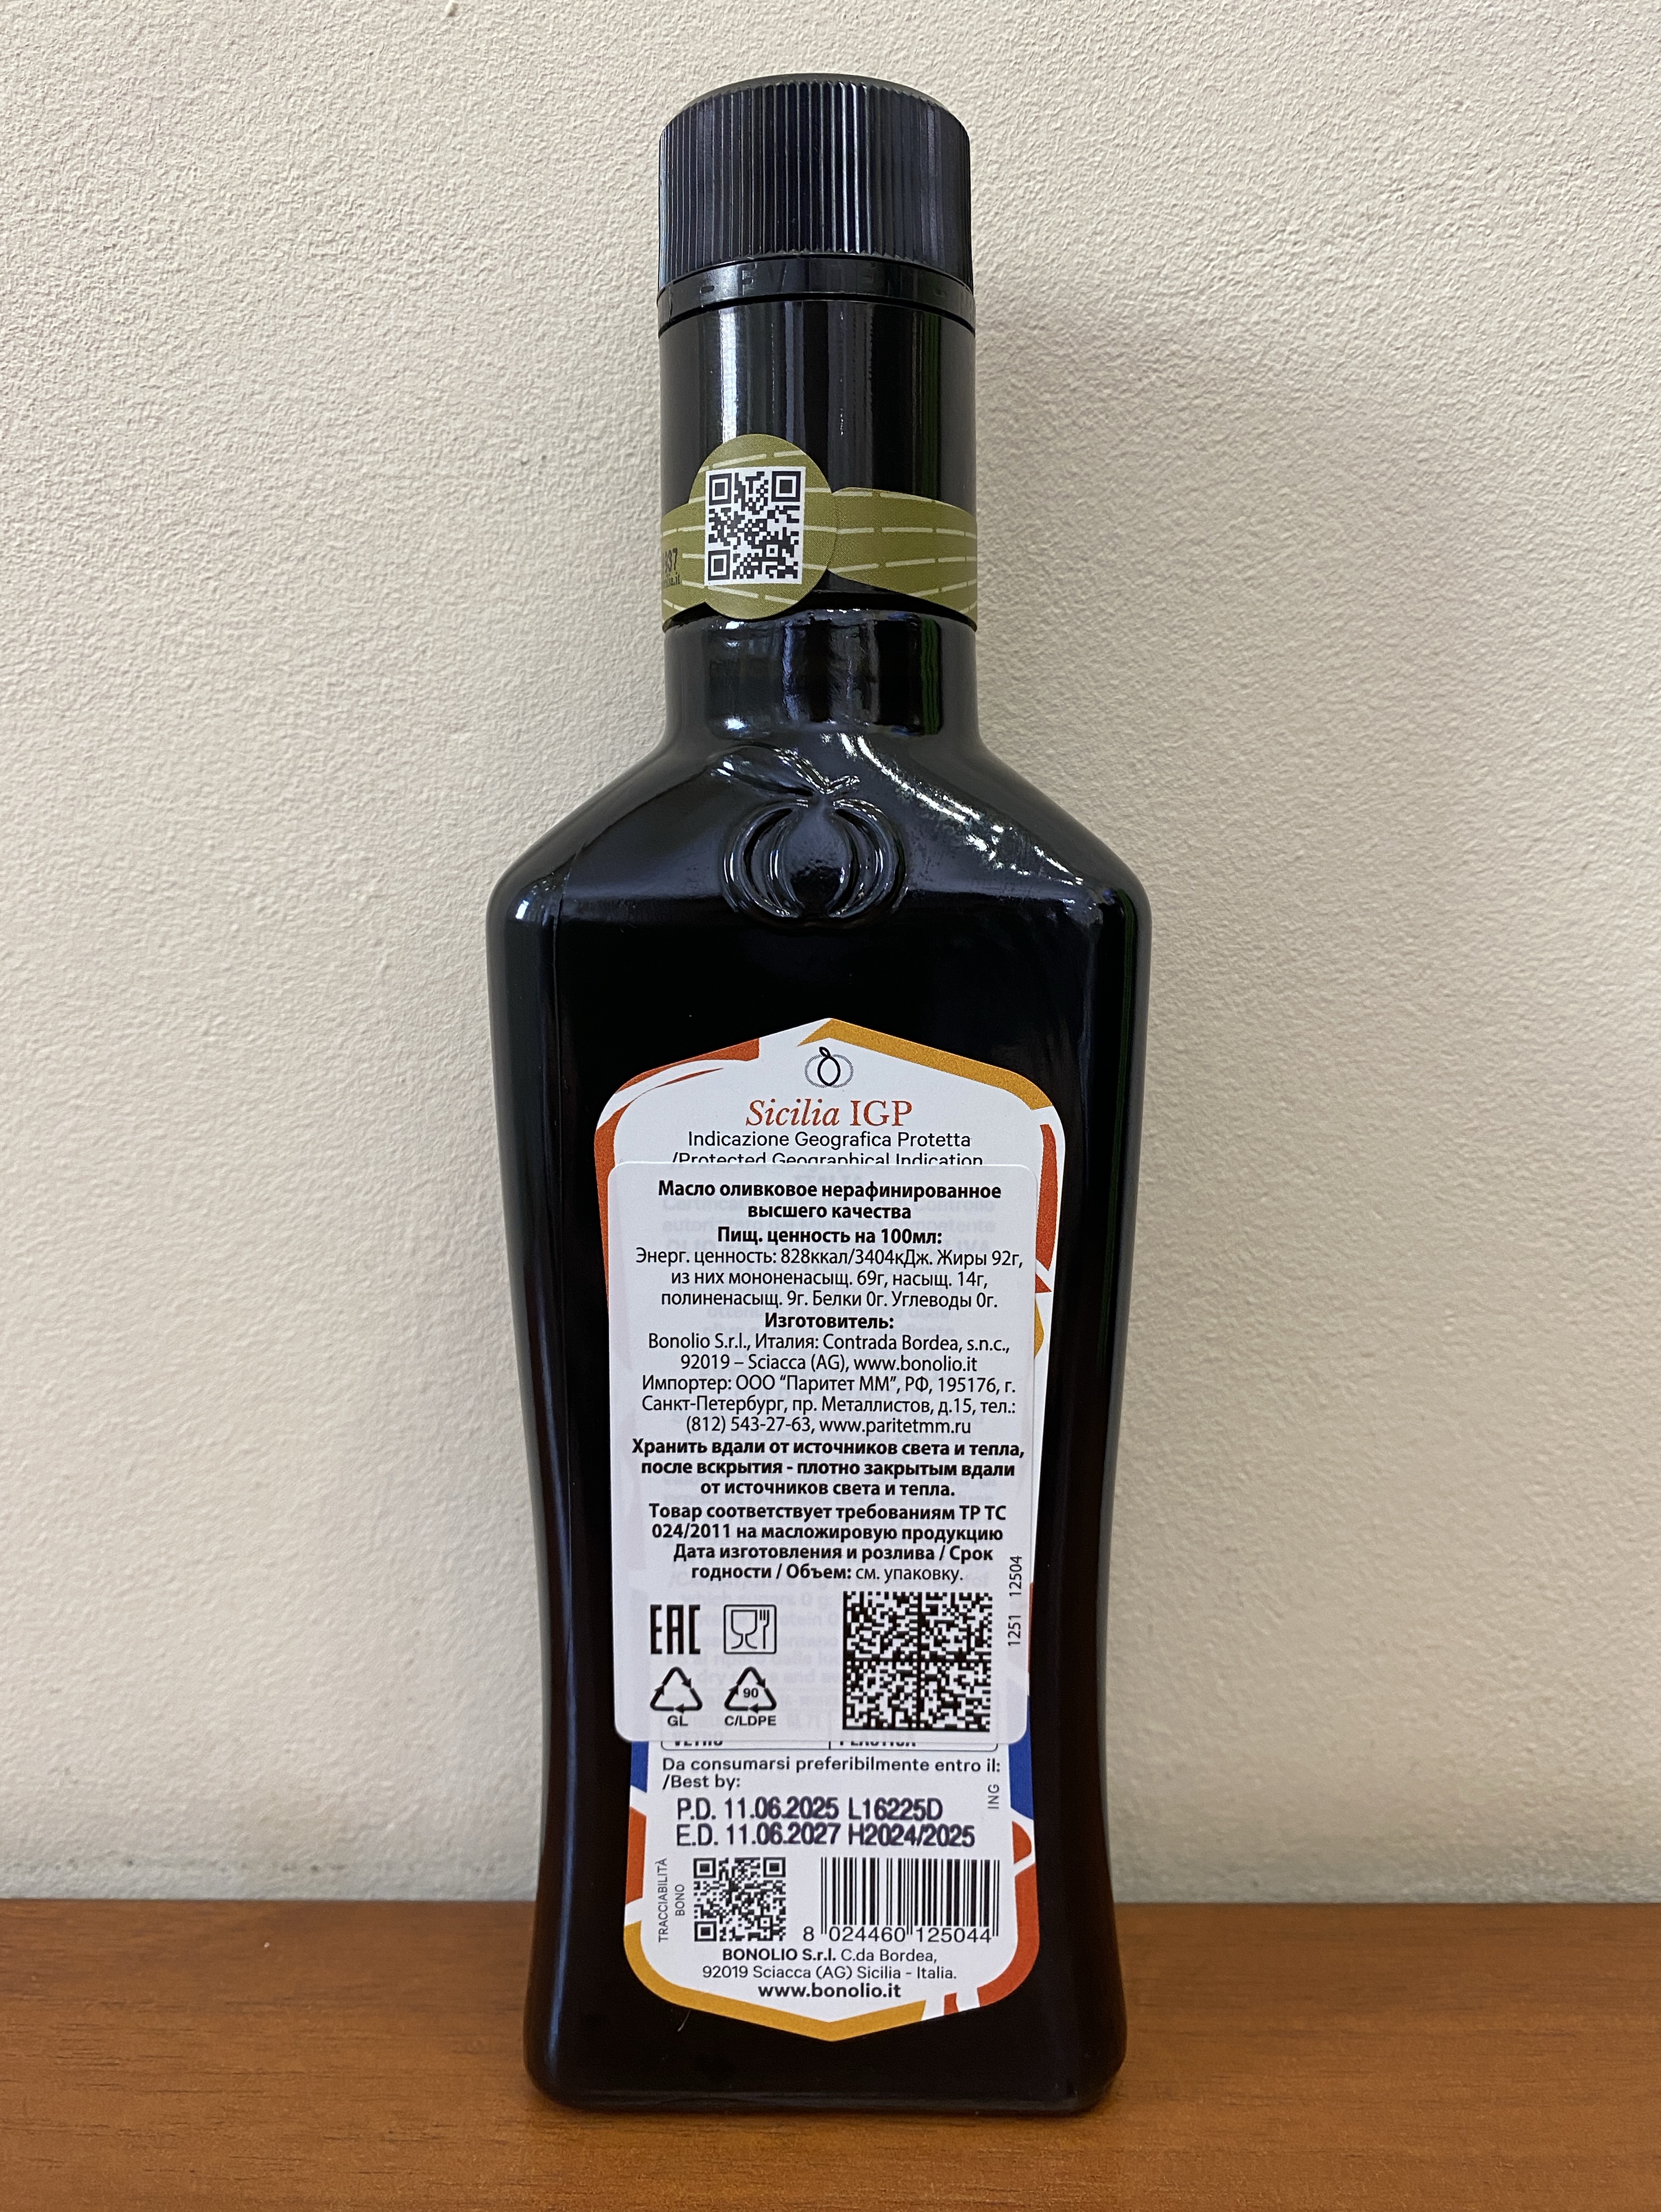 Sicilia IGP
Indicazione Geografica Protetta
/Protected Geographical Indication
Масло оливковое нерафинированное
высшего качества
Пищ. ценность на 100мл:
Энерг. ценность: 828ккал/3404кДж. Жиры 92г,
из них мононенасыщ. 69г, насыщ. 14г,
полиненасыщ. 9г. Белки 0г. Углеводы 0г.
Изготовитель:
Bonolio S.r.l., Италия: Contrada Bordea, s.n.c.,
92019 – Sciacca (AG), www.bonolio.it
Импортер: ООО “Паритет ММ”, РФ, 195176, г.
Санкт-Петербург, пр. Металлистов, д.15, тел.:
(812) 543-27-63, www.paritetmm.ru
Хранить вдали от источников света и тепла,
после вскрытия - плотно закрытым вдали
от источников света и тепла.
Товар соответствует требованиям ТР ТС
024/2011 на масложировую продукцию
Дата изготовления и розлива / Срок
годности / Объем: см. упаковку.
1251 12504
EAC
GL
90
C/LDPE
Da consumarsi preferibilmente entro il:
/Best by:
ING
P.D. 11.06.2025 L16225D
E.D. 11.06.2027 H2024/2025
TRACCIABILITÀ
BONO
8 024460 125044
BONOLIO S.r.l. C.da Bordea,
92019 Sciacca (AG) Sicilia - Italia.
www.bonolio.it